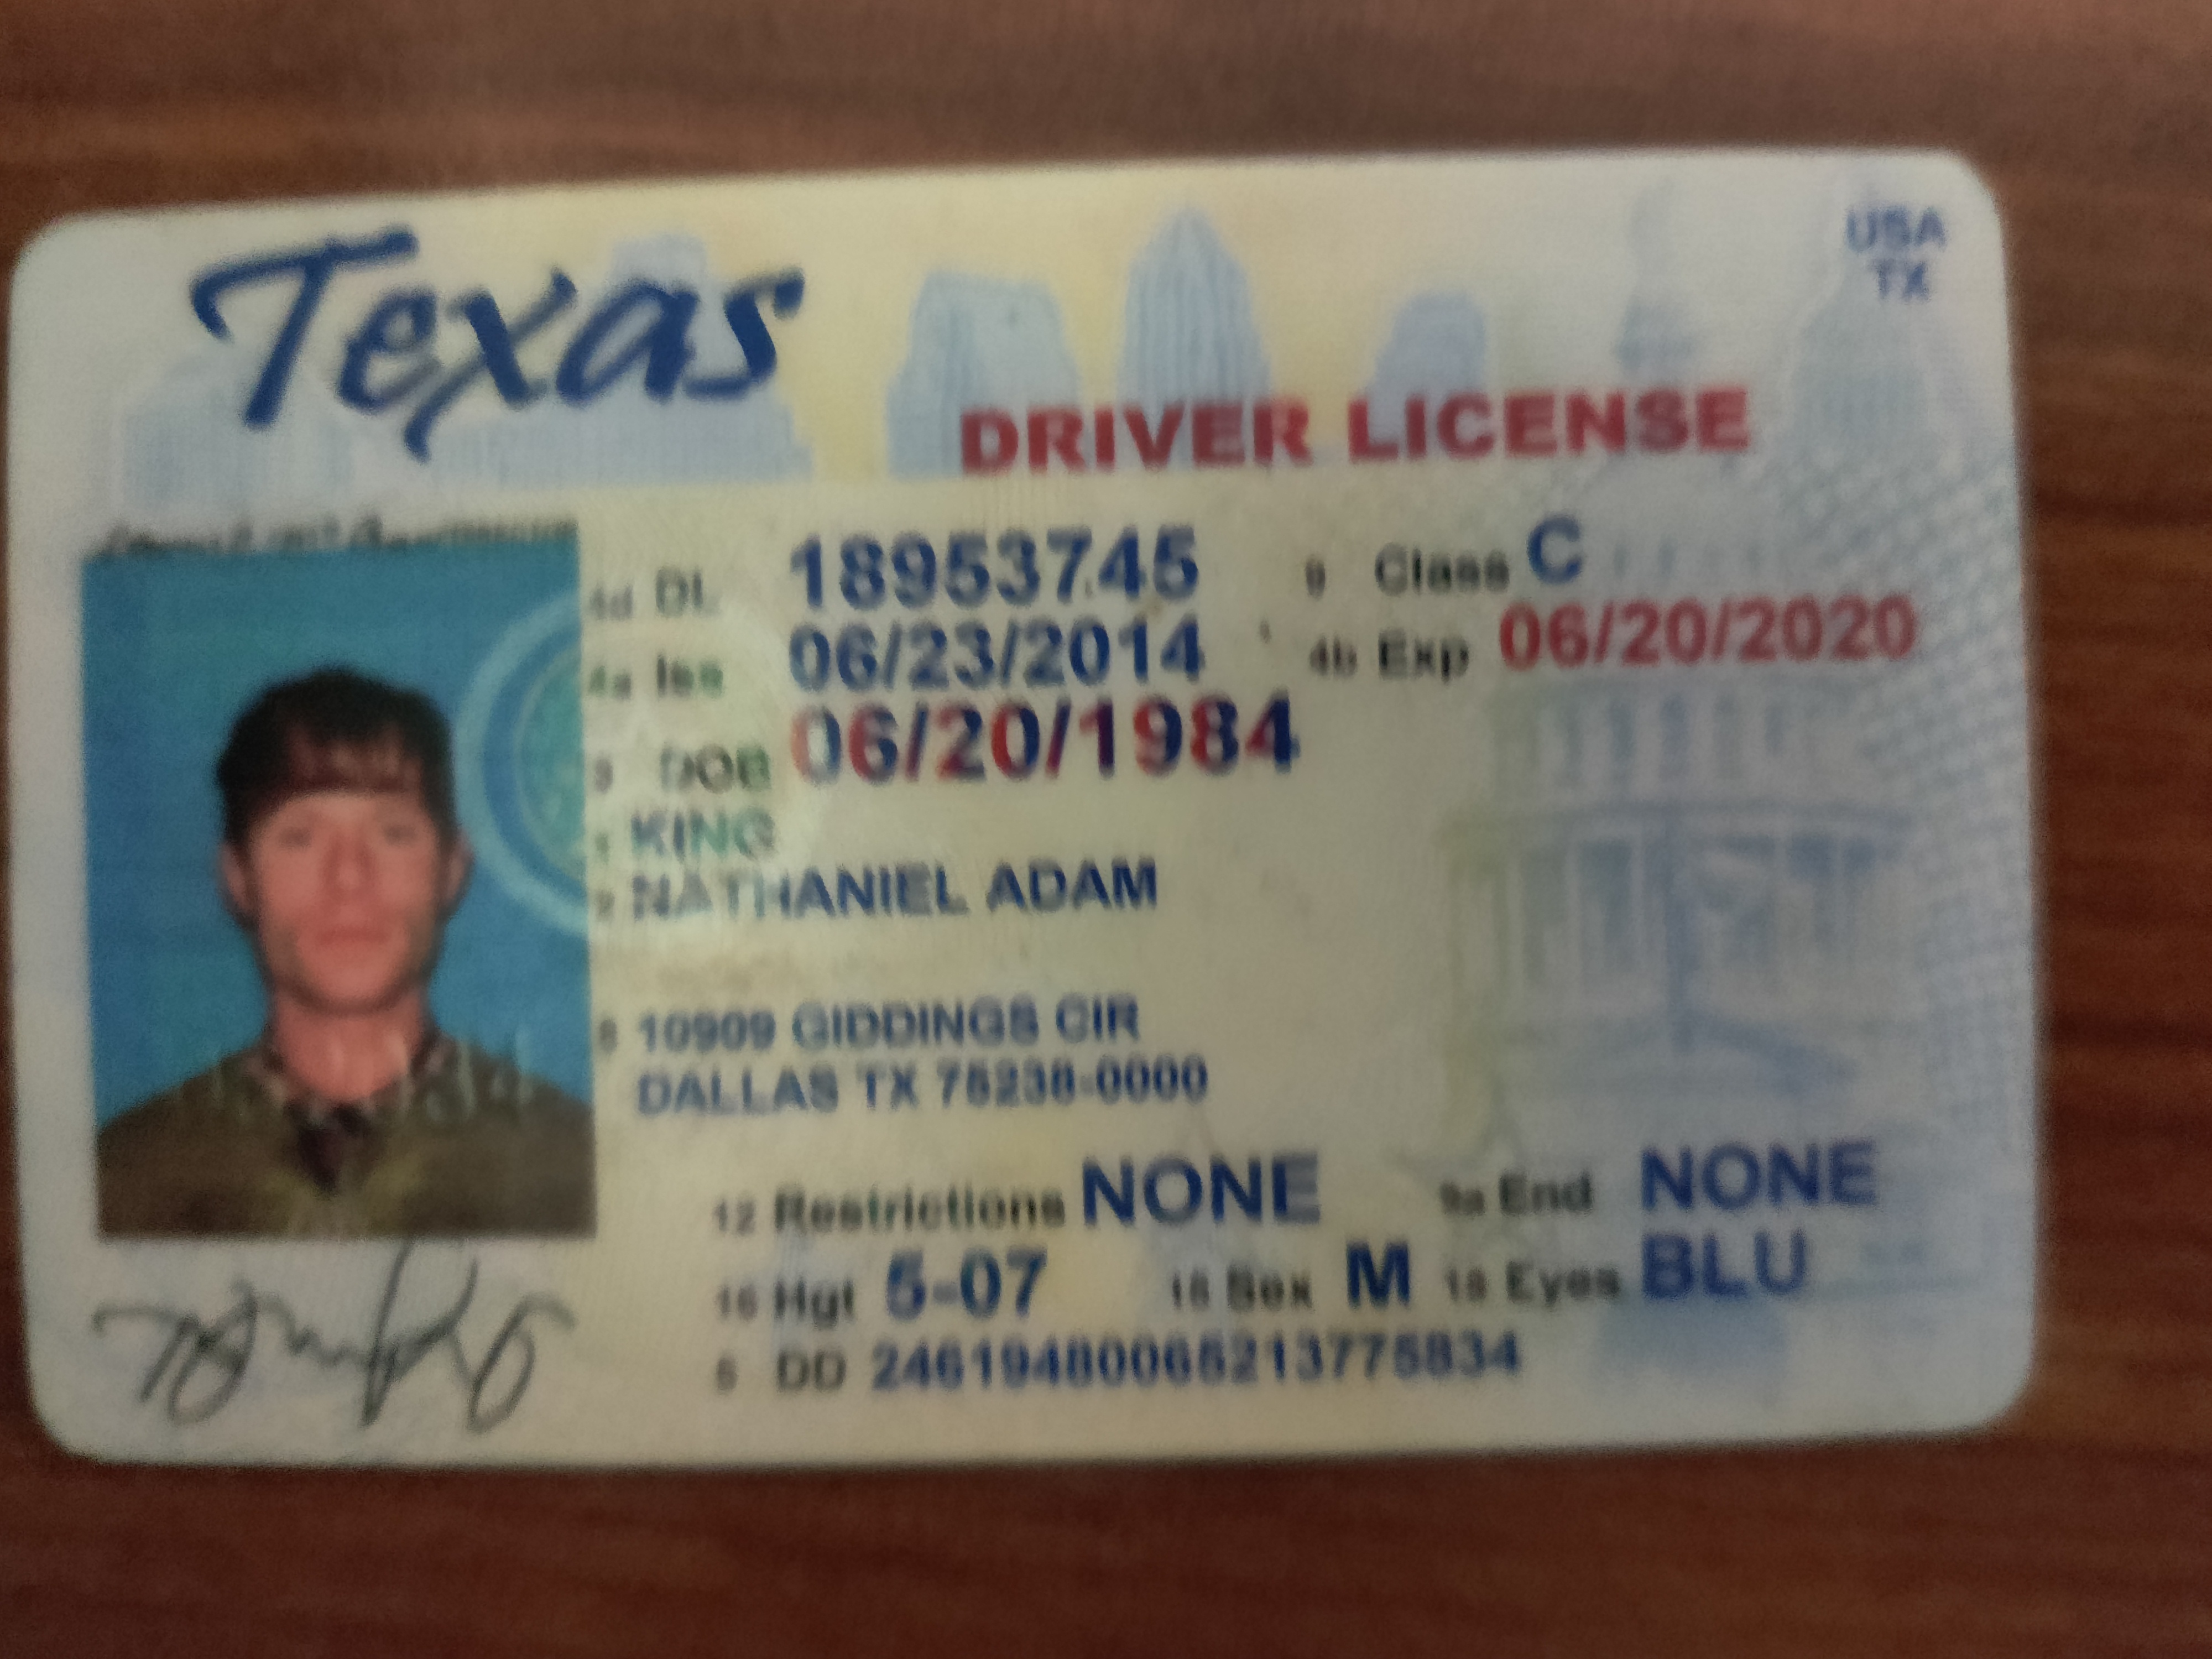 Texas
USA
TX
DRIVER LICENSE
4d DL 18953745 9 Class C
4a Iss 06/23/2014 4b Exp 06/20/2020
3 DOB 06/20/1984
1 KING
2 NATHANIEL ADAM
8 10909 GIDDINGS CIR
DALLAS TX 75238-0000
12 Restrictions NONE 9a End NONE
16 Hgt 5-07 Sex M 18 Eyes BLU
5 DD 24619480065213775834